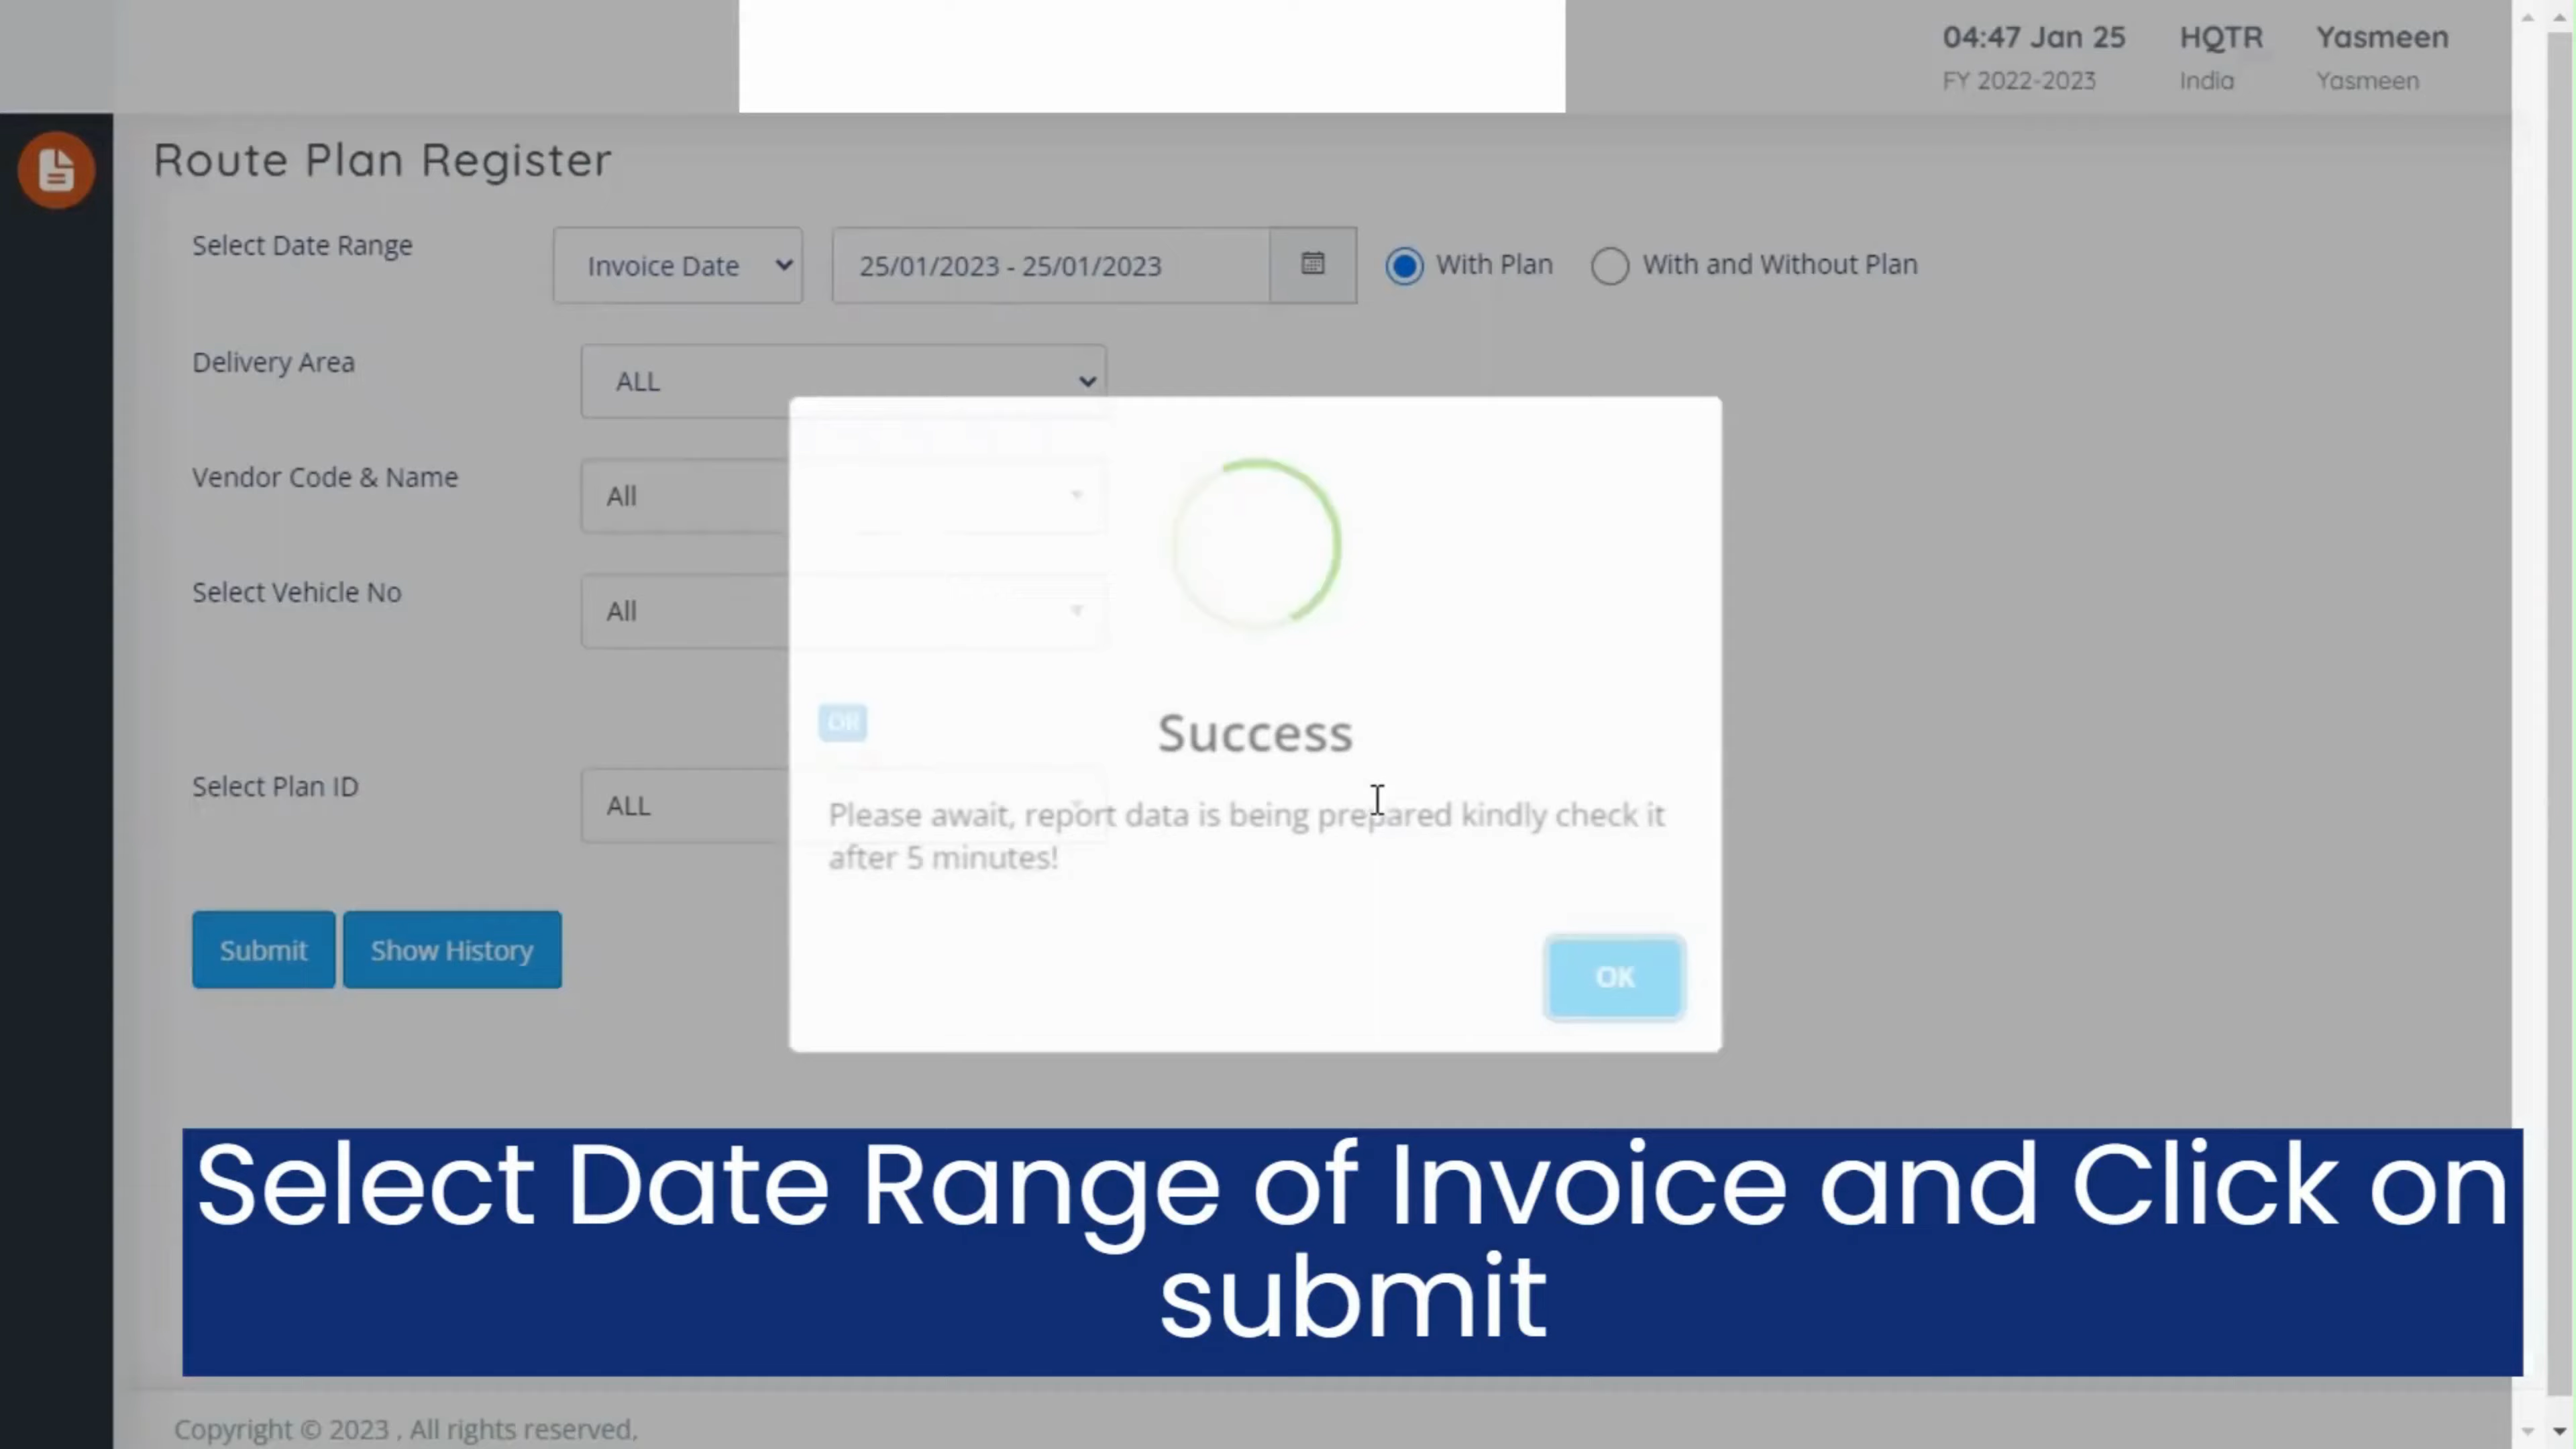 04:47 Jan 25 HQTR Yasmeen
FY 2022-2023 India Yasmeen
Route Plan Register
Select Date Range Invoice Date 25/01/2023 - 25/01/2023 With Plan With and Without Plan
Delivery Area ALL
Vendor Code & Name All
Select Vehicle No All
OR
Success
Select Plan ID ALL
Please await, report data is being prepared kindly check it
after 5 minutes!
Submit Show History
OK
Select Date Range of Invoice and Click on
submit
Copyright © 2023 . All rights reserved,